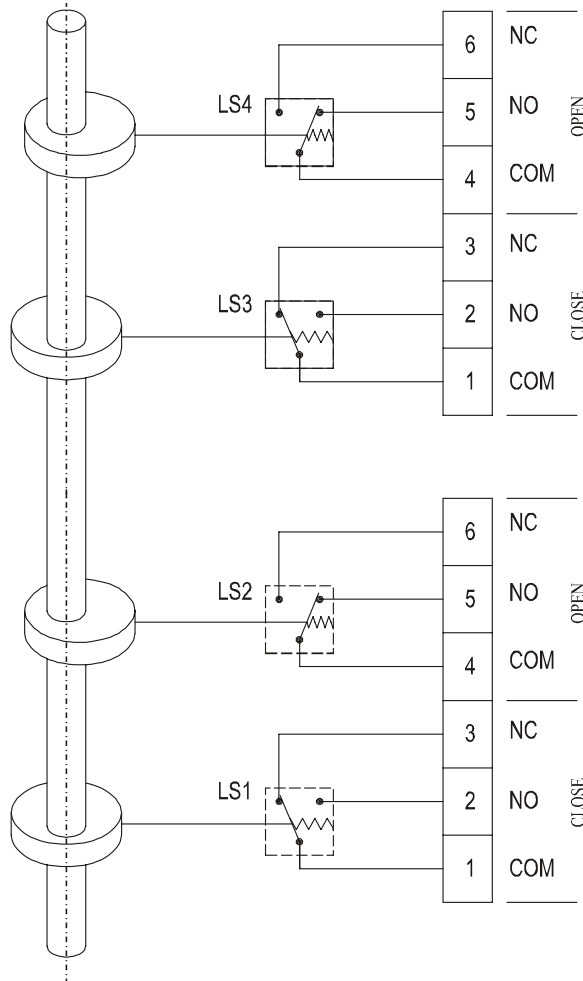 6 NC
LS4
5 NO
OPEN
4 COM
3 NC
LS3
2 NO
CLOSE
1 COM
6 NC
LS2
5 NO
OPEN
4 COM
3 NC
LS1
2 NO
CLOSE
1 COM